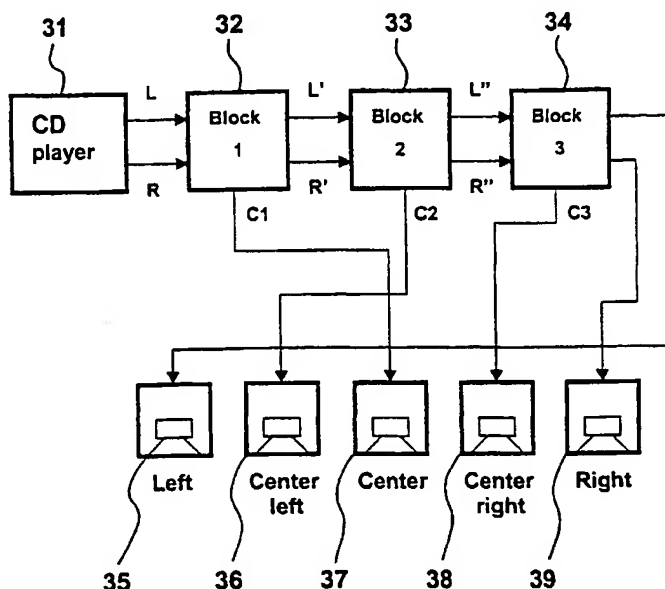 31
32
33
34
CD
player
L
R
Block
1
L'
R'
Block
2
L''
R''
Block
3
C1
C2
C3
Left
Center
left
Center
Center
right
Right
35
36
37
38
39